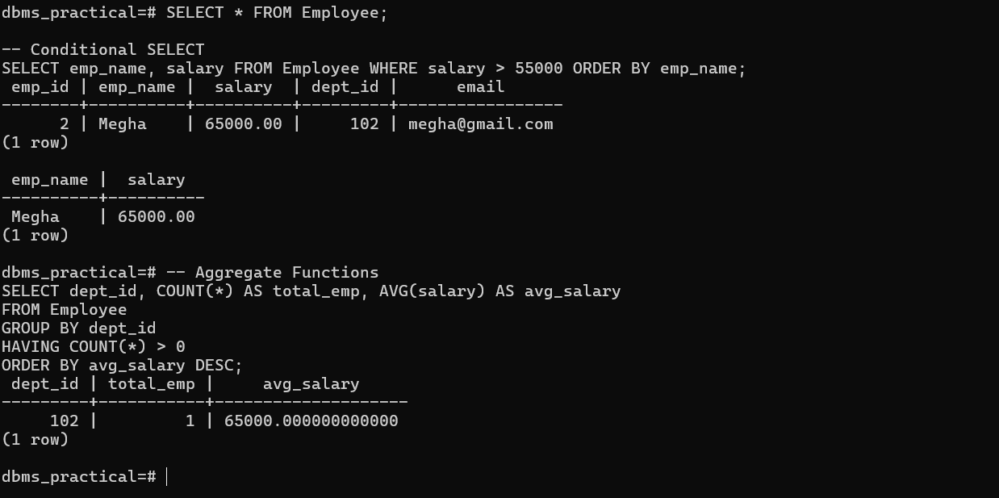 dbms_practical=# SELECT * FROM Employee;

-- Conditional SELECT
SELECT emp_name, salary FROM Employee WHERE salary > 55000 ORDER BY emp_name;
 emp_id | emp_name |  salary  | dept_id |      email
--------+----------+----------+---------+-----------------
      2 | Megha    | 65000.00 |     102 | megha@gmail.com
(1 row)

 emp_name |  salary
----------+----------
 Megha    | 65000.00
(1 row)

dbms_practical=# -- Aggregate Functions
SELECT dept_id, COUNT(*) AS total_emp, AVG(salary) AS avg_salary
FROM Employee
GROUP BY dept_id
HAVING COUNT(*) > 0
ORDER BY avg_salary DESC;
 dept_id | total_emp |     avg_salary
---------+-----------+--------------------
     102 |         1 | 65000.000000000000
(1 row)

dbms_practical=#